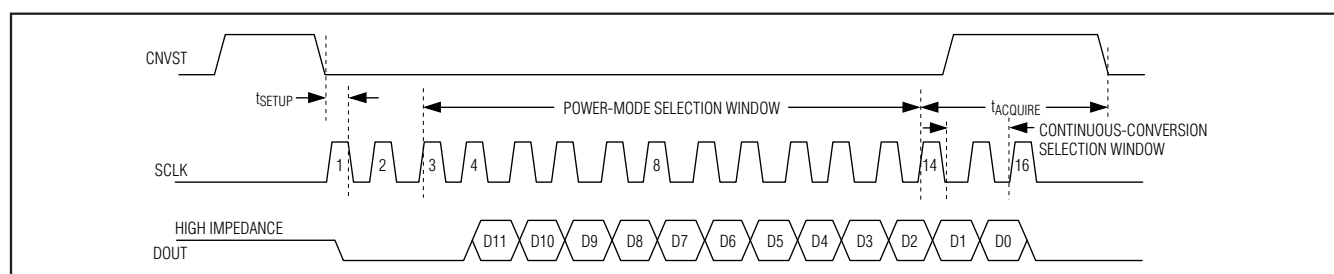 CNVST
tSETUP
POWER-MODE SELECTION WINDOW
tACQUIRE
CONTINUOUS-CONVERSION
SELECTION WINDOW
SCLK
1 2 3 4 8 14 16
HIGH IMPEDANCE
DOUT
D11 D10 D9 D8 D7 D6 D5 D4 D3 D2 D1 D0